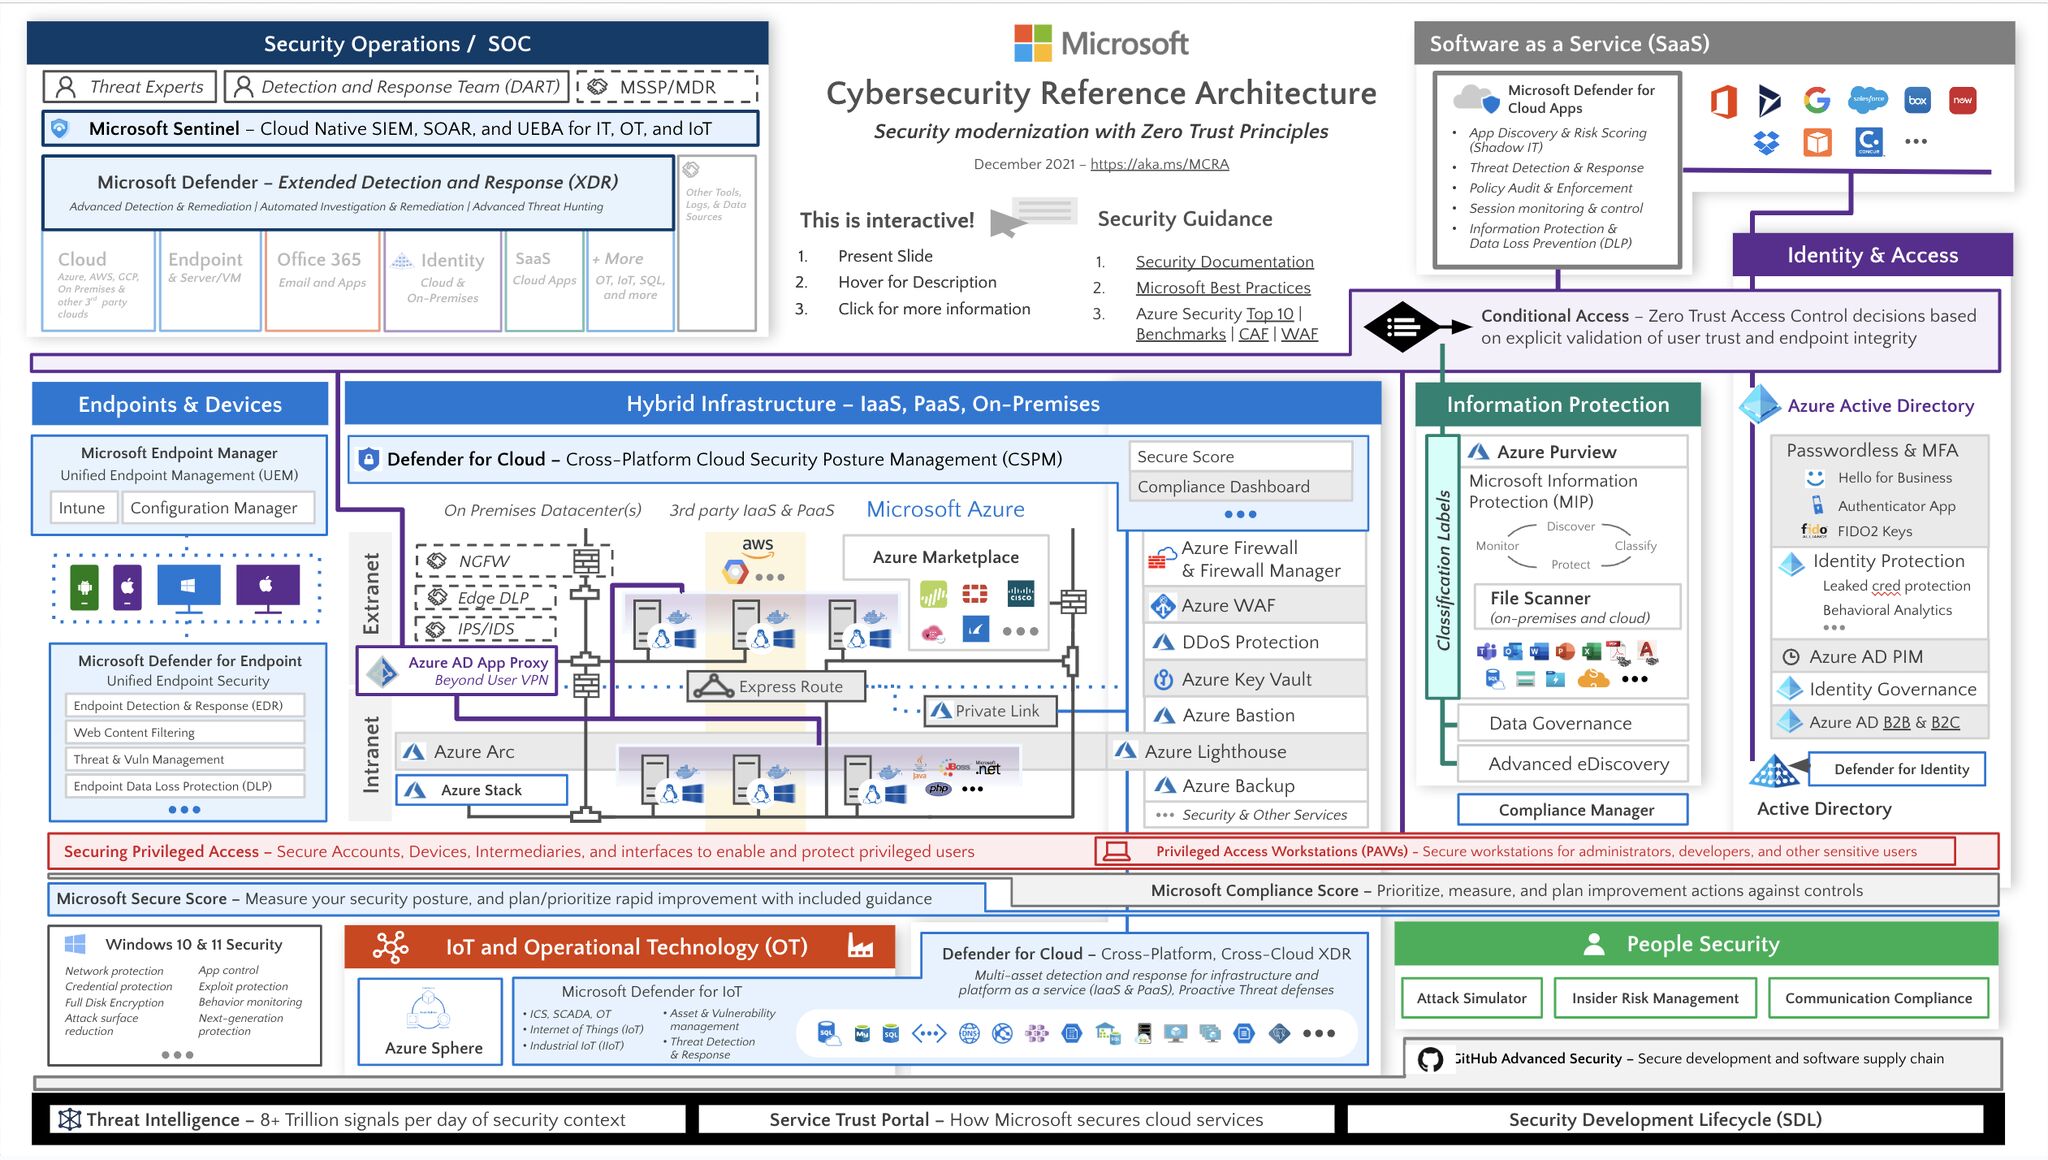 Security Operations / SOC
Threat Experts
Detection and Response Team (DART)
MSSP/MDR
Microsoft Sentinel – Cloud Native SIEM, SOAR, and UEBA for IT, OT, and IoT
Microsoft Defender – Extended Detection and Response (XDR)
Advanced Detection & Remediation | Automated Investigation & Remediation | Advanced Threat Hunting
Other Tools,
Logs, & Data
Sources
Cloud
Azure, AWS, GCP,
On Premises &
other 3rd party
clouds
Endpoint
& Server/VM
Office 365
Email and Apps
Identity
Cloud &
On-Premises
SaaS
Cloud Apps
+ More
OT, IoT, SQL,
and more
Microsoft
Cybersecurity Reference Architecture
Security modernization with Zero Trust Principles
December 2021 – https://aka.ms/MCRA
This is interactive!
1. Present Slide
2. Hover for Description
3. Click for more information
Security Guidance
1. Security Documentation
2. Microsoft Best Practices
3. Azure Security Top 10 |
Benchmarks | CAF | WAF
Software as a Service (SaaS)
Microsoft Defender for
Cloud Apps
• App Discovery & Risk Scoring
(Shadow IT)
• Threat Detection & Response
• Policy Audit & Enforcement
• Session monitoring & control
• Information Protection &
Data Loss Prevention (DLP)
salesforce
box
now
CONCUR
Identity & Access
Conditional Access – Zero Trust Access Control decisions based
on explicit validation of user trust and endpoint integrity
Endpoints & Devices
Microsoft Endpoint Manager
Unified Endpoint Management (UEM)
Intune
Configuration Manager
Microsoft Defender for Endpoint
Unified Endpoint Security
Endpoint Detection & Response (EDR)
Web Content Filtering
Threat & Vuln Management
Endpoint Data Loss Protection (DLP)
Hybrid Infrastructure – IaaS, PaaS, On-Premises
Defender for Cloud – Cross-Platform Cloud Security Posture Management (CSPM)
Secure Score
Compliance Dashboard
On Premises Datacenter(s)
3rd party IaaS & PaaS
Microsoft Azure
Extranet
NGFW
Edge DLP
IPS/IDS
aws
Azure Marketplace
CISCO
Azure AD App Proxy
Beyond User VPN
Express Route
Private Link
Intranet
Azure Arc
Azure Stack
Java
JBoss
Microsoft
.net
php
Azure Firewall
& Firewall Manager
Azure WAF
DDoS Protection
Azure Key Vault
Azure Bastion
Azure Lighthouse
Azure Backup
Security & Other Services
Information Protection
Classification Labels
Azure Purview
Microsoft Information
Protection (MIP)
Discover
Monitor
Classify
Protect
File Scanner
(on-premises and cloud)
SQL
Data Governance
Advanced eDiscovery
Compliance Manager
Azure Active Directory
Passwordless & MFA
Hello for Business
Authenticator App
fido
ALLIANCE
FIDO2 Keys
Identity Protection
Leaked cred protection
Behavioral Analytics
Azure AD PIM
Identity Governance
Azure AD B2B & B2C
Defender for Identity
Active Directory
Securing Privileged Access – Secure Accounts, Devices, Intermediaries, and interfaces to enable and protect privileged users
Privileged Access Workstations (PAWs) – Secure workstations for administrators, developers, and other sensitive users
Microsoft Secure Score – Measure your security posture, and plan/prioritize rapid improvement with included guidance
Microsoft Compliance Score – Prioritize, measure, and plan improvement actions against controls
Windows 10 & 11 Security
Network protection
Credential protection
Full Disk Encryption
Attack surface
reduction
App control
Exploit protection
Behavior monitoring
Next-generation
protection
IoT and Operational Technology (OT)
Azure Sphere
Microsoft Defender for IoT
• ICS, SCADA, OT
• Internet of Things (IoT)
• Industrial IoT (IIoT)
• Asset & Vulnerability
management
• Threat Detection
& Response
Defender for Cloud – Cross-Platform, Cross-Cloud XDR
Multi-asset detection and response for infrastructure and
platform as a service (IaaS & PaaS), Proactive Threat defenses
SQL
My
SQL
DNS
People Security
Attack Simulator
Insider Risk Management
Communication Compliance
GitHub Advanced Security – Secure development and software supply chain
Threat Intelligence – 8+ Trillion signals per day of security context
Service Trust Portal – How Microsoft secures cloud services
Security Development Lifecycle (SDL)